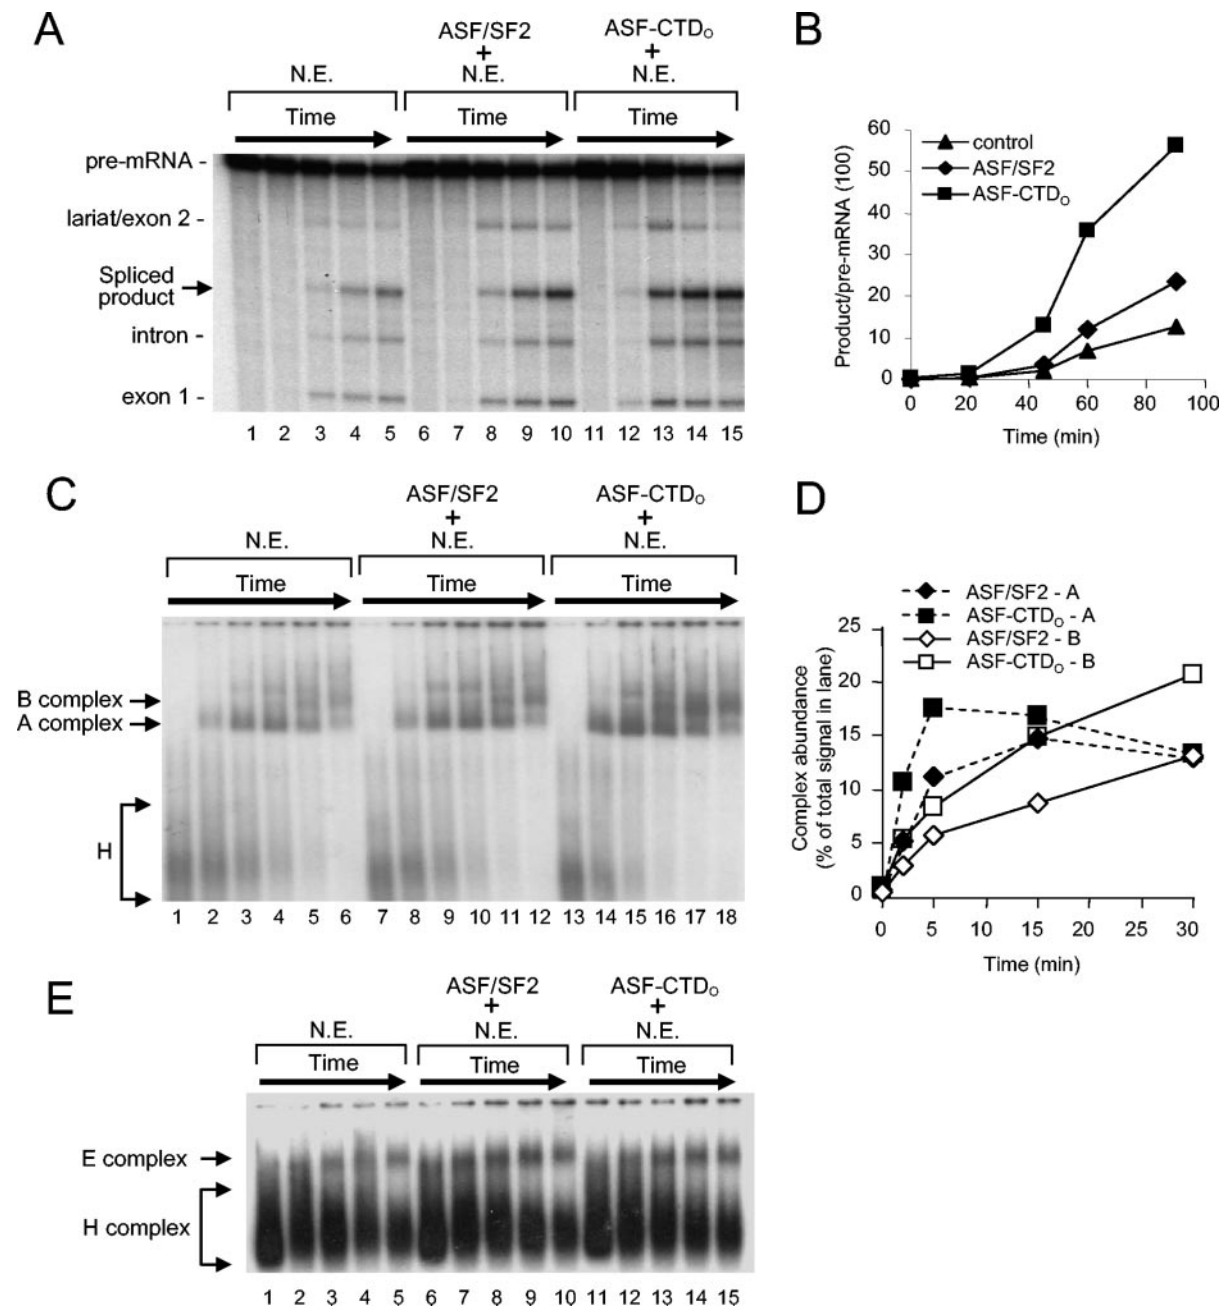 A
ASF/SF2
+
N.E.
ASF-CTDO
+
N.E.
N.E.
Time
Time
Time
pre-mRNA -
lariat/exon 2 -
Spliced
product
intron -
exon 1 -
1 2 3 4 5 6 7 8 9 10 11 12 13 14 15
B
control
ASF/SF2
ASF-CTDO
Product/pre-mRNA (100)
60
50
40
30
20
10
0
0 20 40 60 80 100
Time (min)
C
ASF/SF2
+
N.E.
ASF-CTDO
+
N.E.
N.E.
Time
Time
Time
B complex
A complex
H
1 2 3 4 5 6 7 8 9 10 11 12 13 14 15 16 17 18
D
ASF/SF2 - A
ASF-CTDO - A
ASF/SF2 - B
ASF-CTDO - B
Complex abundance
(% of total signal in lane)
25
20
15
10
5
0
0 5 10 15 20 25 30
Time (min)
E
ASF/SF2
+
N.E.
ASF-CTDO
+
N.E.
N.E.
Time
Time
Time
E complex
H complex
1 2 3 4 5 6 7 8 9 10 11 12 13 14 15